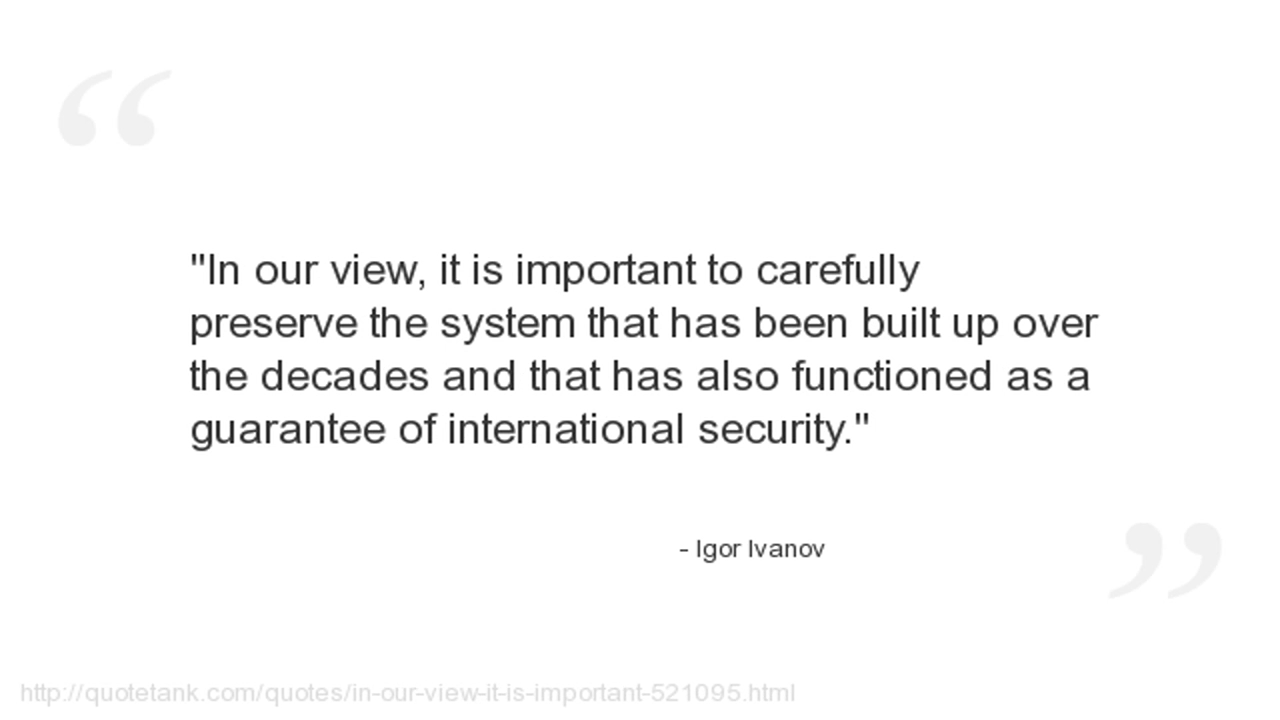 "In our view, it is important to carefully
preserve the system that has been built up over
the decades and that has also functioned as a
guarantee of international security."
- Igor Ivanov
http://quotetank.com/quotes/in-our-view-it-is-important-521095.html